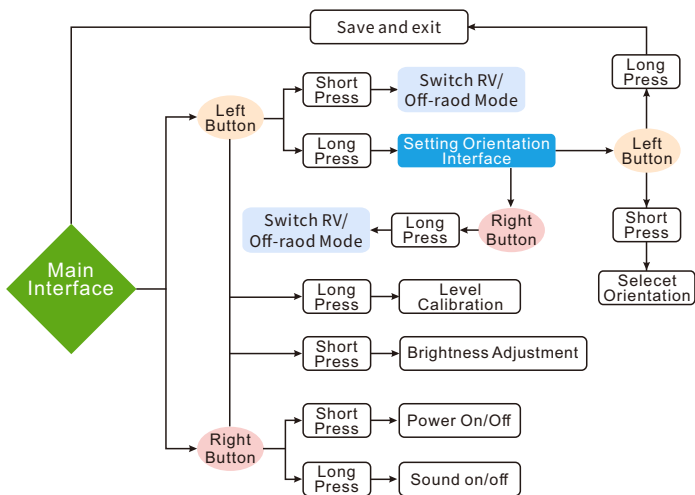 Save and exit
Long
Press
Short
Press
Switch RV/
Off-raod Mode
Left
Button
Long
Press
Setting Orientation
Interface
Left
Button
Switch RV/
Off-raod Mode
Long
Press
Right
Button
Short
Press
Main
Interface
Long
Press
Level
Calibration
Selecet
Orientation
Short
Press
Brightness Adjustment
Right
Button
Short
Press
Power On/Off
Long
Press
Sound on/off